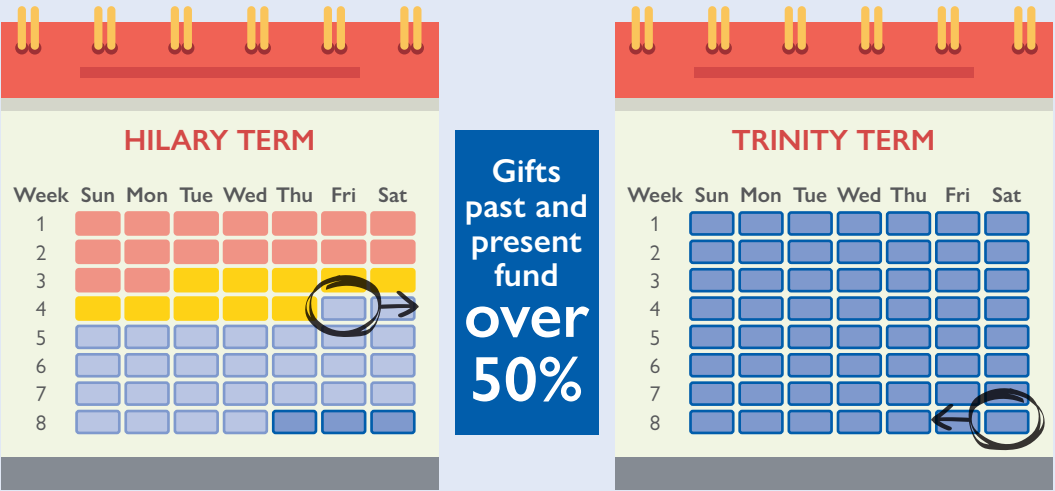 HILARY TERM
Week Sun Mon Tue Wed Thu Fri Sat
1
2
3
4
5
6
7
8
Gifts
past and
present
fund
over
50%
TRINITY TERM
Week Sun Mon Tue Wed Thu Fri Sat
1
2
3
4
5
6
7
8